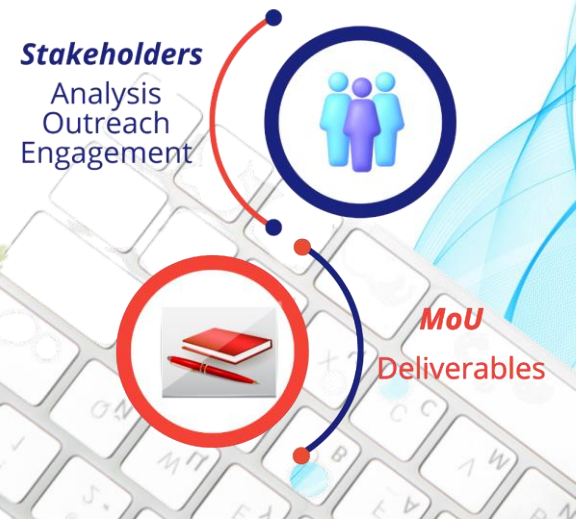 Stakeholders
Analysis
Outreach
Engagement
MoU
Deliverables